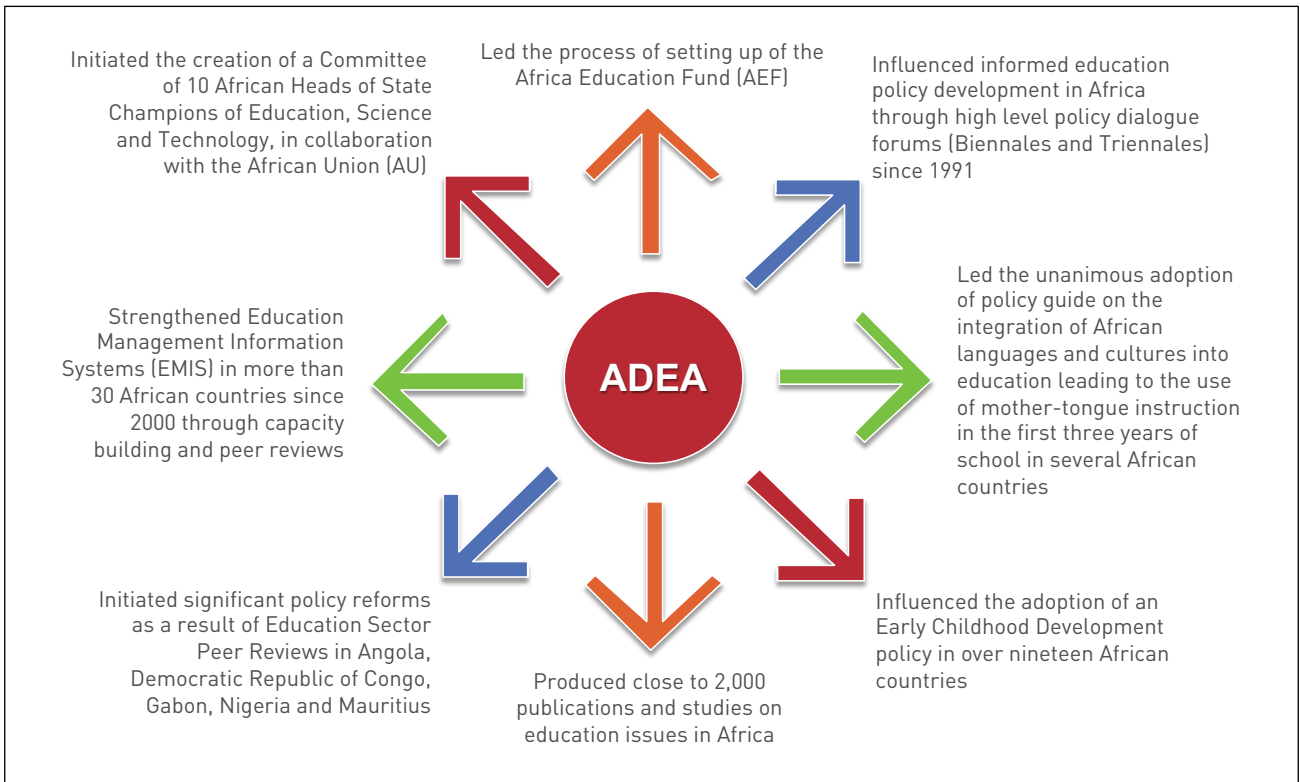 Initiated the creation of a Committee
of 10 African Heads of State
Champions of Education, Science
and Technology, in collaboration
with the African Union (AU)
Led the process of setting up of the
Africa Education Fund (AEF)
Influenced informed education
policy development in Africa
through high level policy dialogue
forums (Biennales and Triennales)
since 1991
Strengthened Education
Management Information
Systems (EMIS) in more than
30 African countries since
2000 through capacity
building and peer reviews
ADEA
Led the unanimous adoption
of policy guide on the
integration of African
languages and cultures into
education leading to the use
of mother-tongue instruction
in the first three years of
school in several African
countries
Initiated significant policy reforms
as a result of Education Sector
Peer Reviews in Angola,
Democratic Republic of Congo,
Gabon, Nigeria and Mauritius
Produced close to 2,000
publications and studies on
education issues in Africa
Influenced the adoption of an
Early Childhood Development
policy in over nineteen African
countries